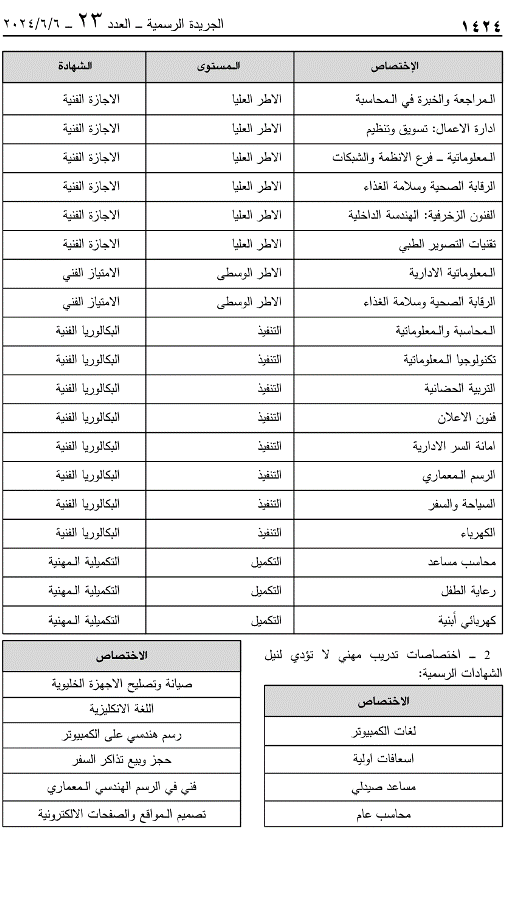 ١٤٢٤
الجريدة الرسمية ــ العدد ٢٣ ــ ٢٠٢٤/٦/٦
الإختصاص المستوى الشهادة
المراجعة والخبرة في المحاسبة الاطر العليا الاجازة الفنية
ادارة الاعمال: تسويق وتنظيم الاطر العليا الاجازة الفنية
المعلوماتية ــ فرع الانظمة والشبكات الاطر العليا الاجازة الفنية
الرقابة الصحية وسلامة الغذاء الاطر العليا الاجازة الفنية
الفنون الزخرفية: الهندسة الداخلية الاطر العليا الاجازة الفنية
تقنيات التصوير الطبي الاطر العليا الاجازة الفنية
المعلوماتية الادارية الاطر الوسطى الامتياز الفني
الرقابة الصحية وسلامة الغذاء الاطر الوسطى الامتياز الفني
المحاسبة والمعلوماتية التنفيذ البكالوريا الفنية
تكنولوجيا المعلوماتية التنفيذ البكالوريا الفنية
التربية الحضانية التنفيذ البكالوريا الفنية
فنون الاعلان التنفيذ البكالوريا الفنية
امانة السر الادارية التنفيذ البكالوريا الفنية
الرسم المعماري التنفيذ البكالوريا الفنية
السياحة والسفر التنفيذ البكالوريا الفنية
الكهرباء التنفيذ البكالوريا الفنية
محاسب مساعد التكميل التكميلية المهنية
رعاية الطفل التكميل التكميلية المهنية
كهربائي أبنية التكميل التكميلية المهنية
2 ــ اختصاصات تدريب مهني لا تؤدي لنيل
الشهادات الرسمية:
الاختصاص
لغات الكمبيوتر
اسعافات اولية
مساعد صيدلي
محاسب عام
الاختصاص
صيانة وتصليح الاجهزة الخليوية
اللغة الانكليزية
رسم هندسي على الكمبيوتر
حجز وبيع تذاكر السفر
فني في الرسم الهندسي المعماري
تصميم المواقع والصفحات الالكترونية